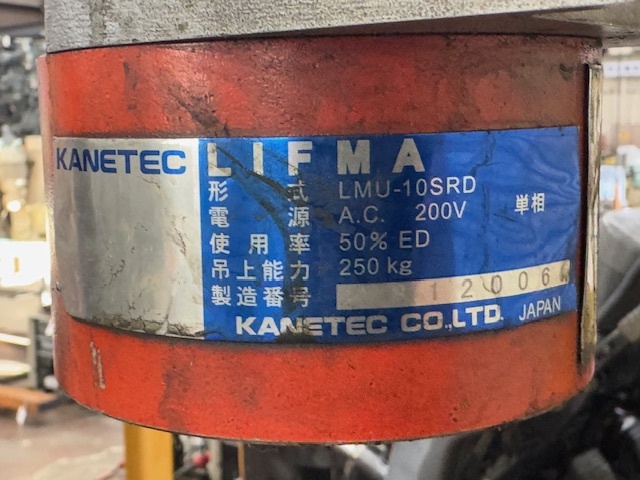 KANETEC LIFMA
形式 LMU-10SRD
電源 A.C. 200V 単相
使用率 50% ED
吊上能力 250 kg
製造番号
KANETEC CO.,LTD. JAPAN